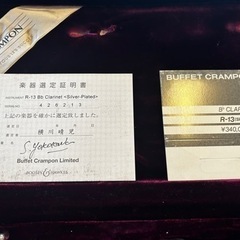 CRAMPON
楽器選定証明書
R-13 Bb Clarinet <Silver-Plated>
426213
上記の楽器を確かに選定致しました。
横川晴児
S. Yokokawa
Buffet Crampon Limited
BUFFET CRAMPON
B♭ CLAR
R-13
¥340,0